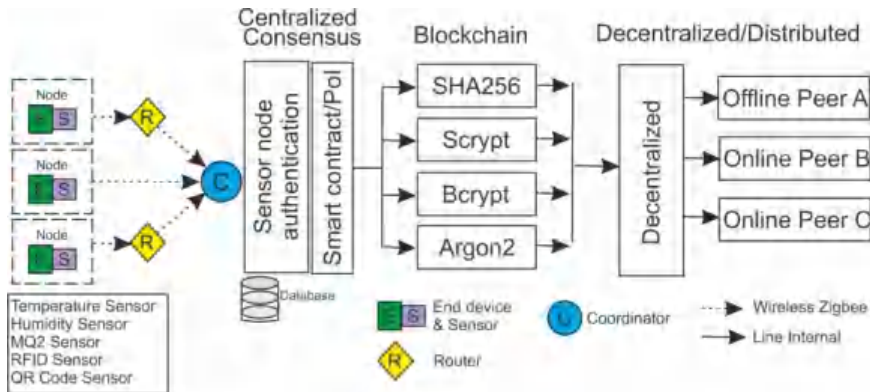 Centralized
Consensus
Blockchain
Decentralized/Distributed
Node
E S
R
Node
E S
C
Node
E S
R
Sensor node
authentication
Smart contract/PoI
SHA256
Scrypt
Bcrypt
Argon2
Decentralized
Offline Peer A
Online Peer B
Online Peer C
Database
Temperature Sensor
Humidity Sensor
MQ2 Sensor
RFID Sensor
QR Code Sensor
E S
End device
& Sensor
R
Router
Coordinator
Wireless Zigbee
Line Internal